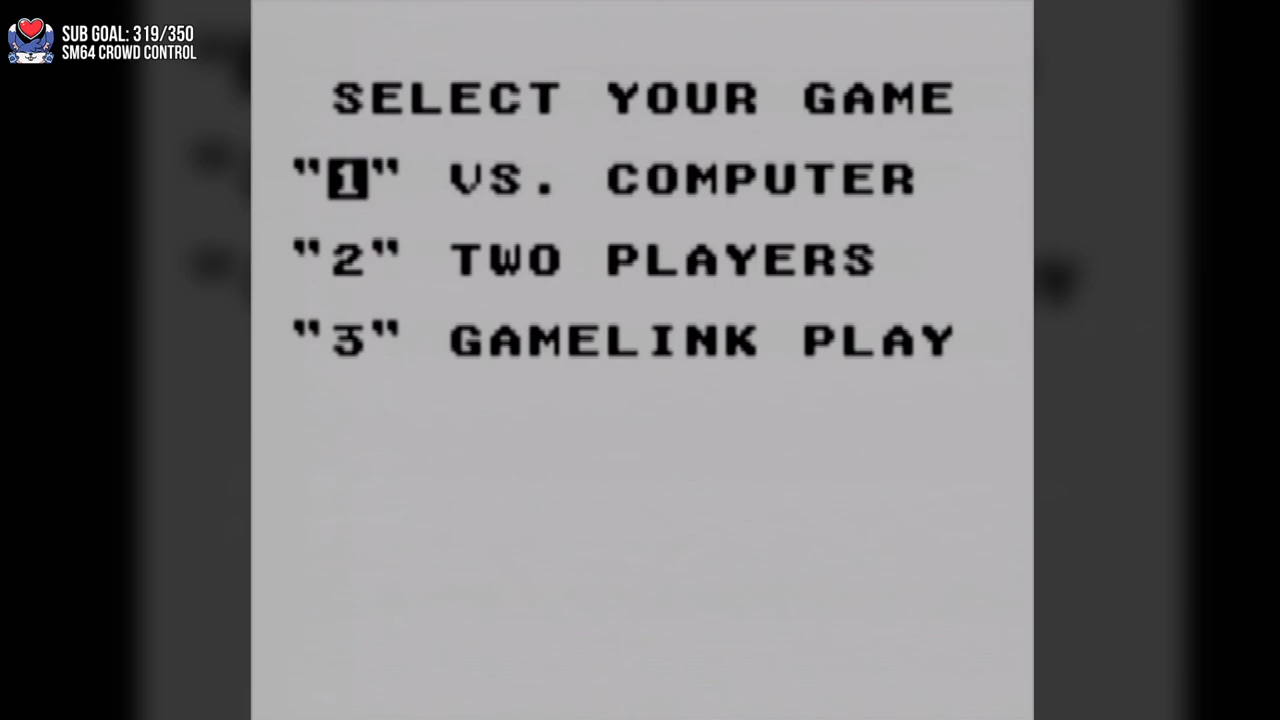 SUB GOAL: 319/350
SM64 CROWD CONTROL
SELECT YOUR GAME
"1" VS. COMPUTER
"2" TWO PLAYERS
"3" GAMELINK PLAY